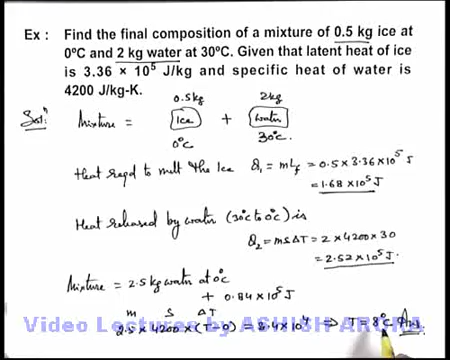 Ex : Find the final composition of a mixture of 0.5 kg ice at
0ºC and 2 kg water at 30ºC. Given that latent heat of ice
is 3.36 × 10⁵ J/kg and specific heat of water is
4200 J/kg-K.
0.5kg 2kg
Solⁿ Mixture = Ice + water
0°C 30°C.
Heat reqd to melt the Ice Q₁ = mLf = 0.5 × 3.36 × 10⁵ J
= 1.68 × 10⁵ J
Heat Released by water (30°C to 0°C) is
Q₂ = mSΔT = 2 × 4200 × 30
= 2.52 × 10⁵ J.
Mixture = 2.5 kg water at 0°C
+ 0.84 × 10⁵ J
m S ΔT
2.5 × 4200 × (T-0) = 8.4 × 10⁴ ⇒ T = 8°C Ans.
Video Lectures by ASHISH ARORA